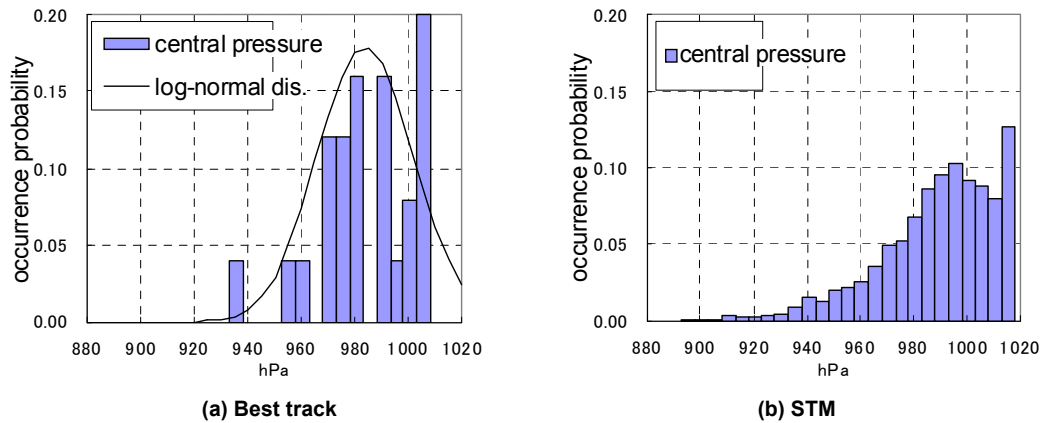 0.20
0.15
0.10
0.05
0.00
occurrence probability
central pressure
log-normal dis.
880 900 920 940 960 980 1000 1020
hPa
(a) Best track
0.20
0.15
0.10
0.05
0.00
occurrence probability
central pressure
880 900 920 940 960 980 1000 1020
hPa
(b) STM